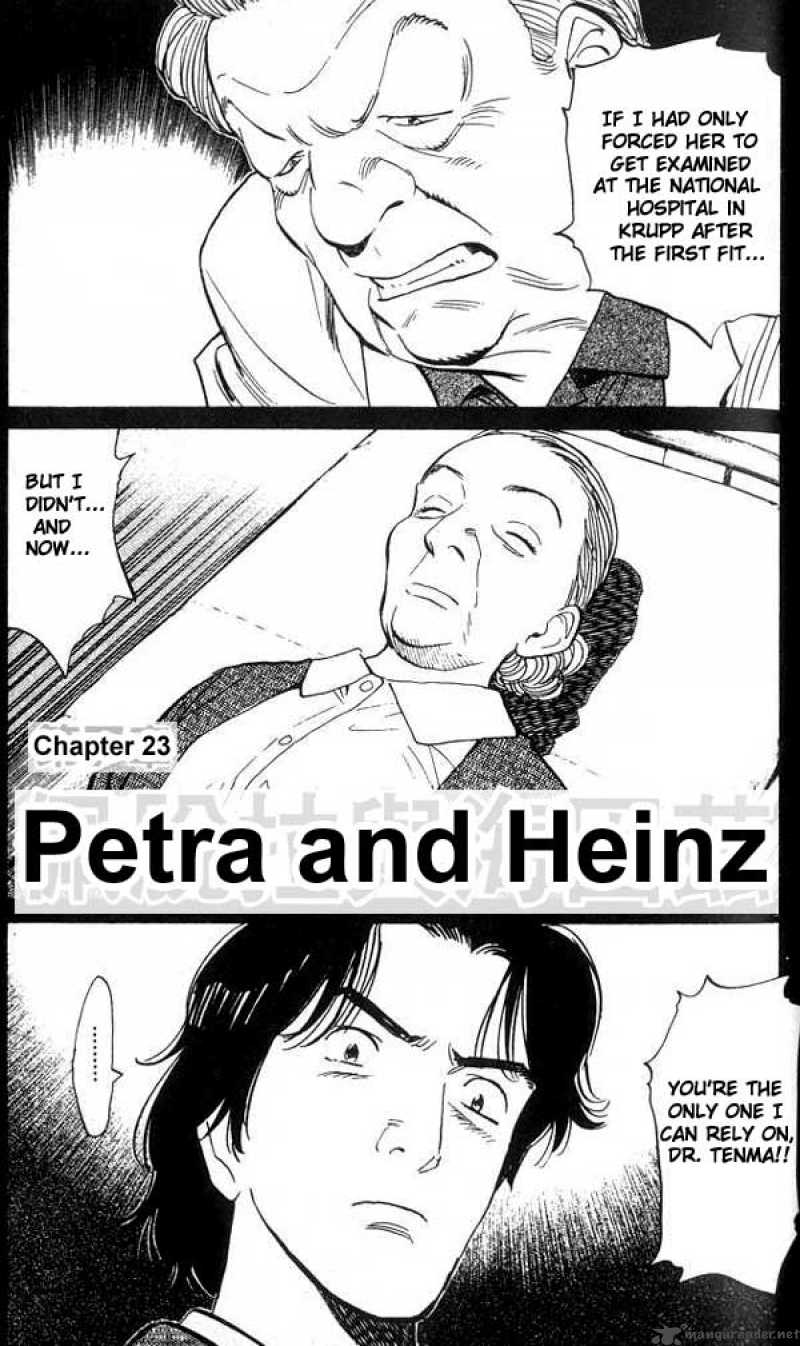 IF I HAD ONLY
FORCED HER TO
GET EXAMINED
AT THE NATIONAL
HOSPITAL IN
KRUPP AFTER
THE FIRST FIT...
BUT I
DIDN'T...
AND
NOW...
Chapter 23
Petra and Heinz
.......
YOU'RE THE
ONLY ONE I
CAN RELY ON,
DR. TENMA!!
mangareader.net